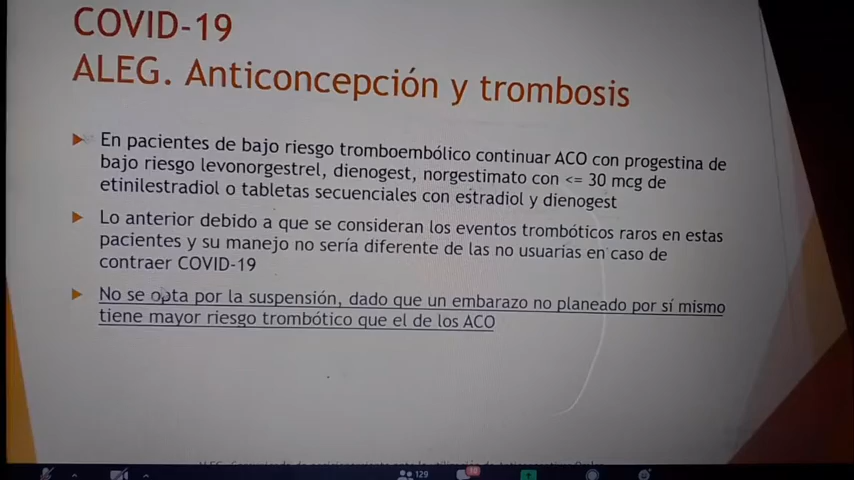 COVID-19
ALEG. Anticoncepción y trombosis
En pacientes de bajo riesgo tromboembólico continuar ACO con progestina de
bajo riesgo levonorgestrel, dienogest, norgestimato con <= 30 mcg de
etinilestradiol o tabletas secuenciales con estradiol y dienogest
Lo anterior debido a que se consideran los eventos trombóticos raros en estas
pacientes y su manejo no sería diferente de las no usuarias en caso de
contraer COVID-19
No se opta por la suspensión, dado que un embarazo no planeado por sí mismo
tiene mayor riesgo trombótico que el de los ACO
129